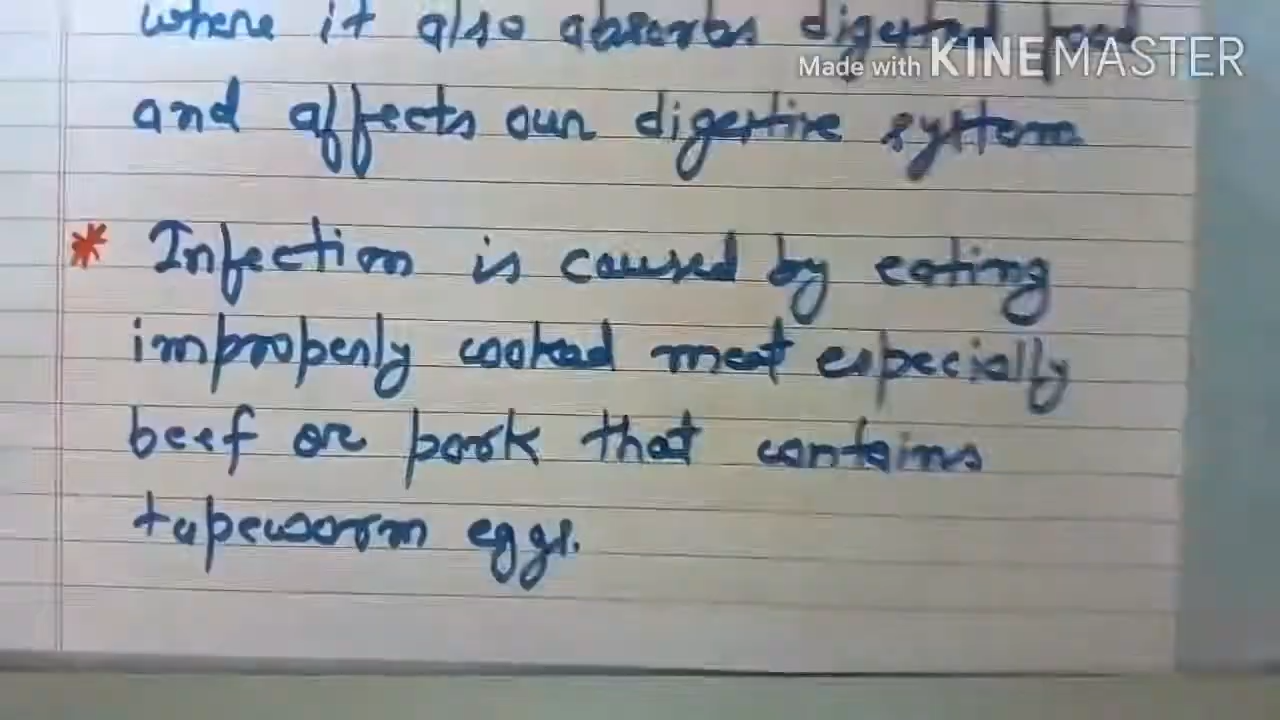 where it also absorbs digested food
Made with KINEMASTER
and affects our digestive system
* Infection is caused by eating
improperly cooked meat especially
beef or pork that contains
tapeworm eggs.